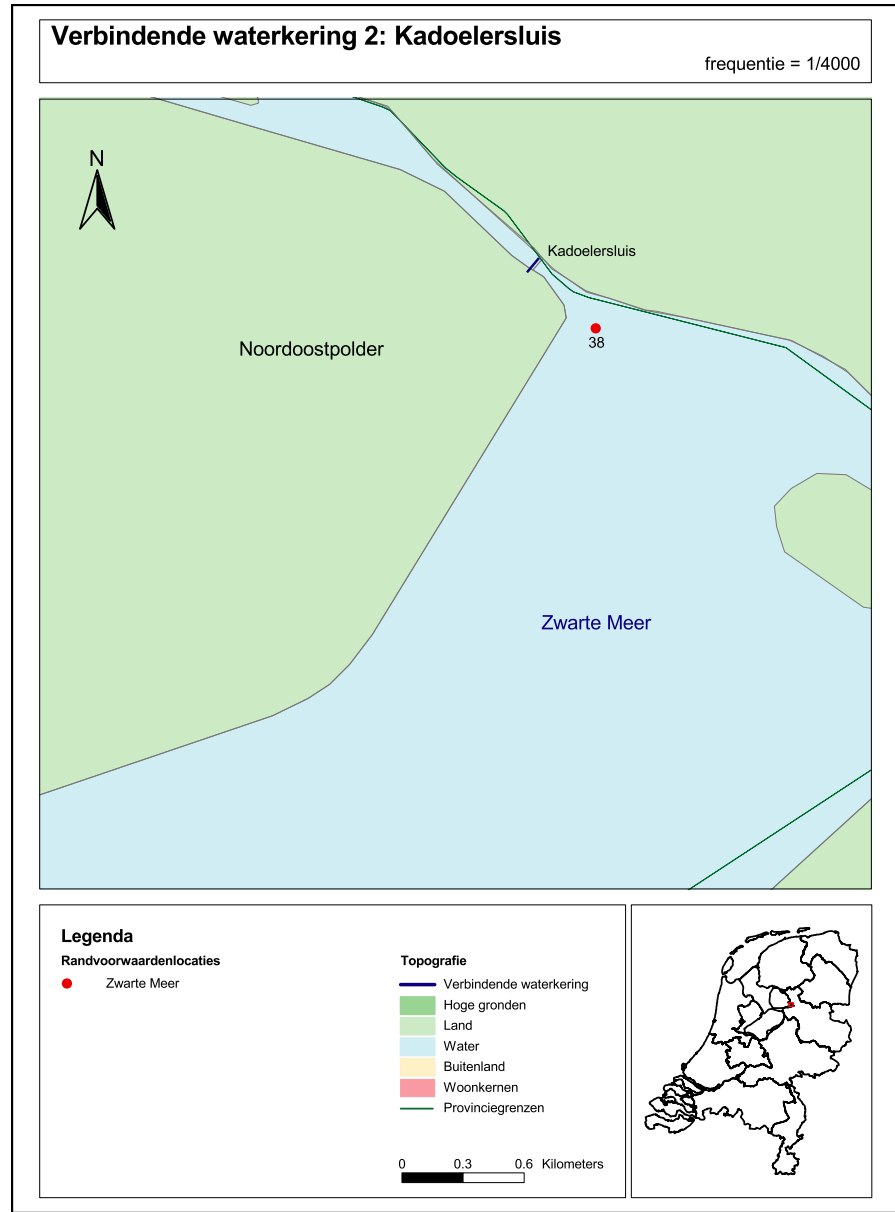 Verbindende waterkering 2: Kadoelersluis
frequentie = 1/4000
N
Kadoelersluis
38
Noordoostpolder
Zwarte Meer
Legenda
Randvoorwaardenlocaties
Zwarte Meer
Topografie
Verbindende waterkering
Hoge gronden
Land
Water
Buitenland
Woonkernen
Provinciegrenzen
0 0.3 0.6 Kilometers